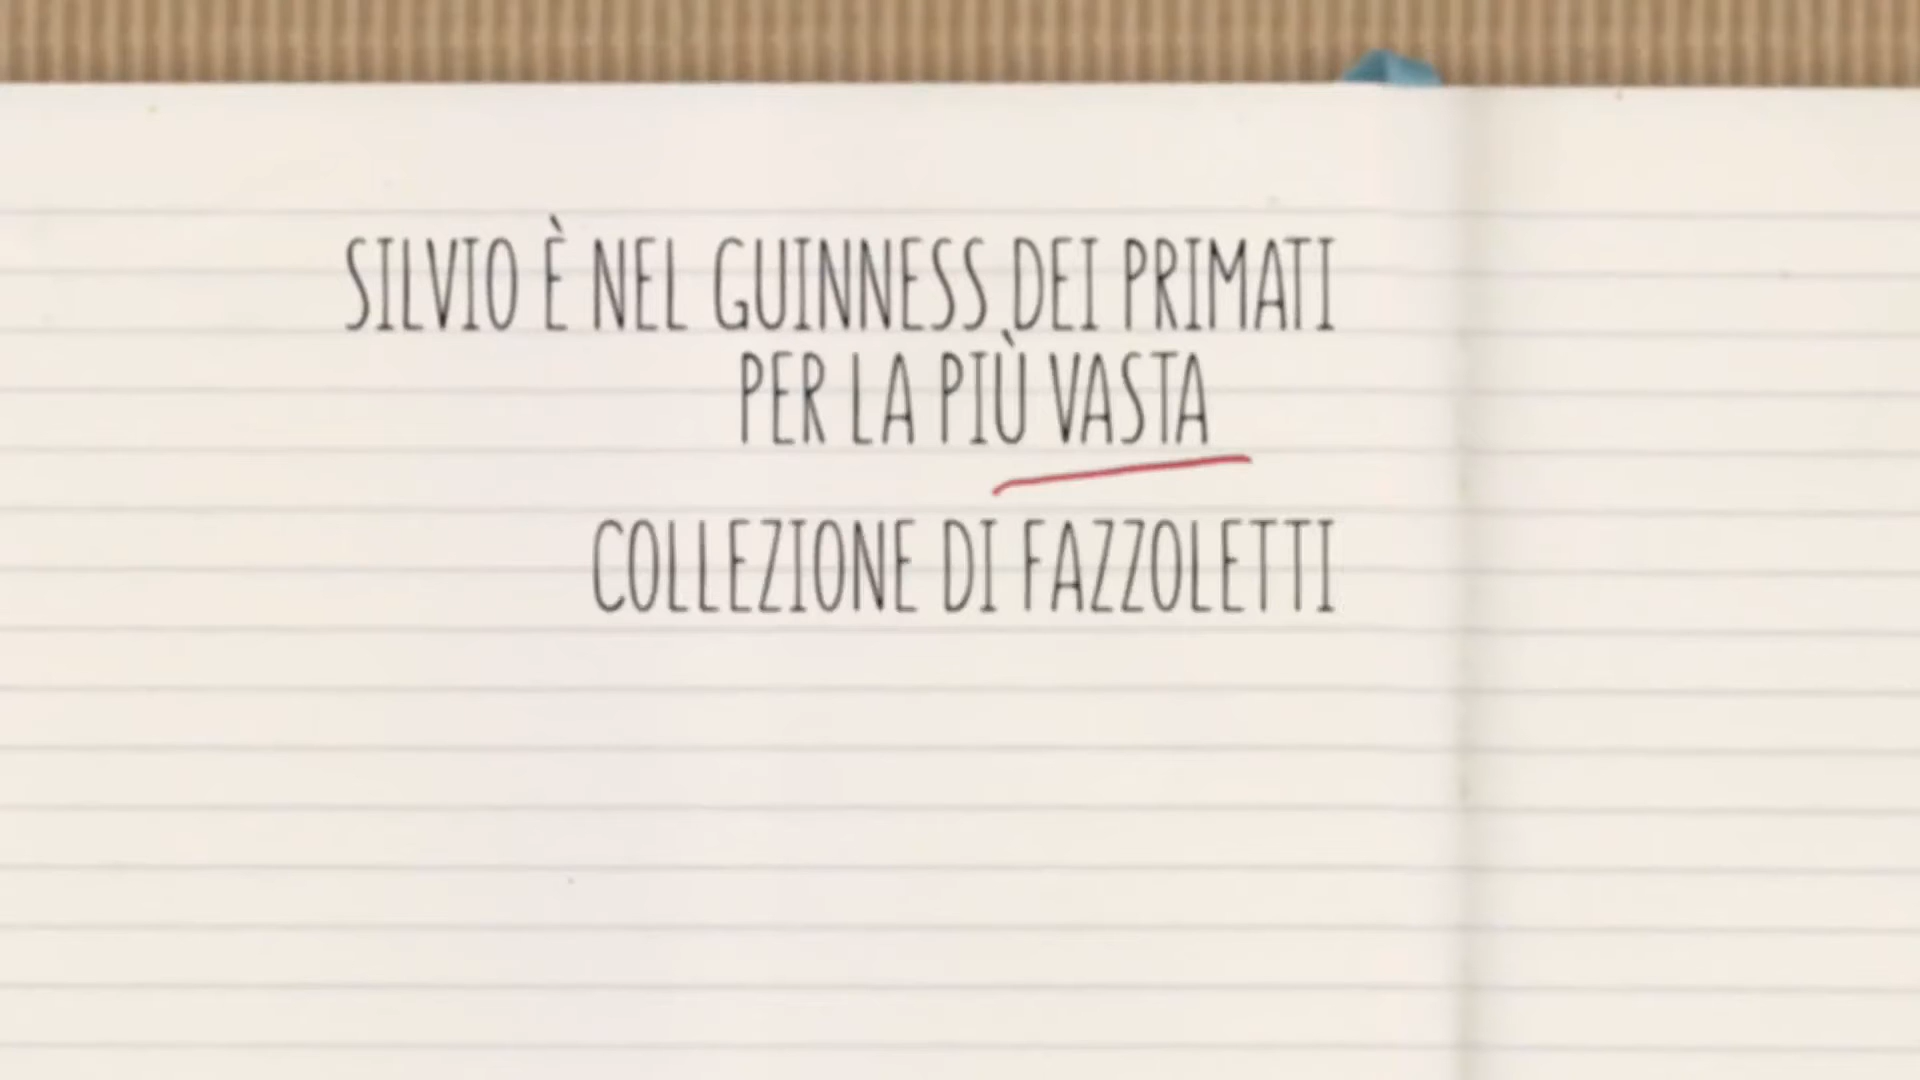 SILVIO È NEL GUINNESS DEI PRIMATI
PER LA PIÙ VASTA
COLLEZIONE DI FAZZOLETTI